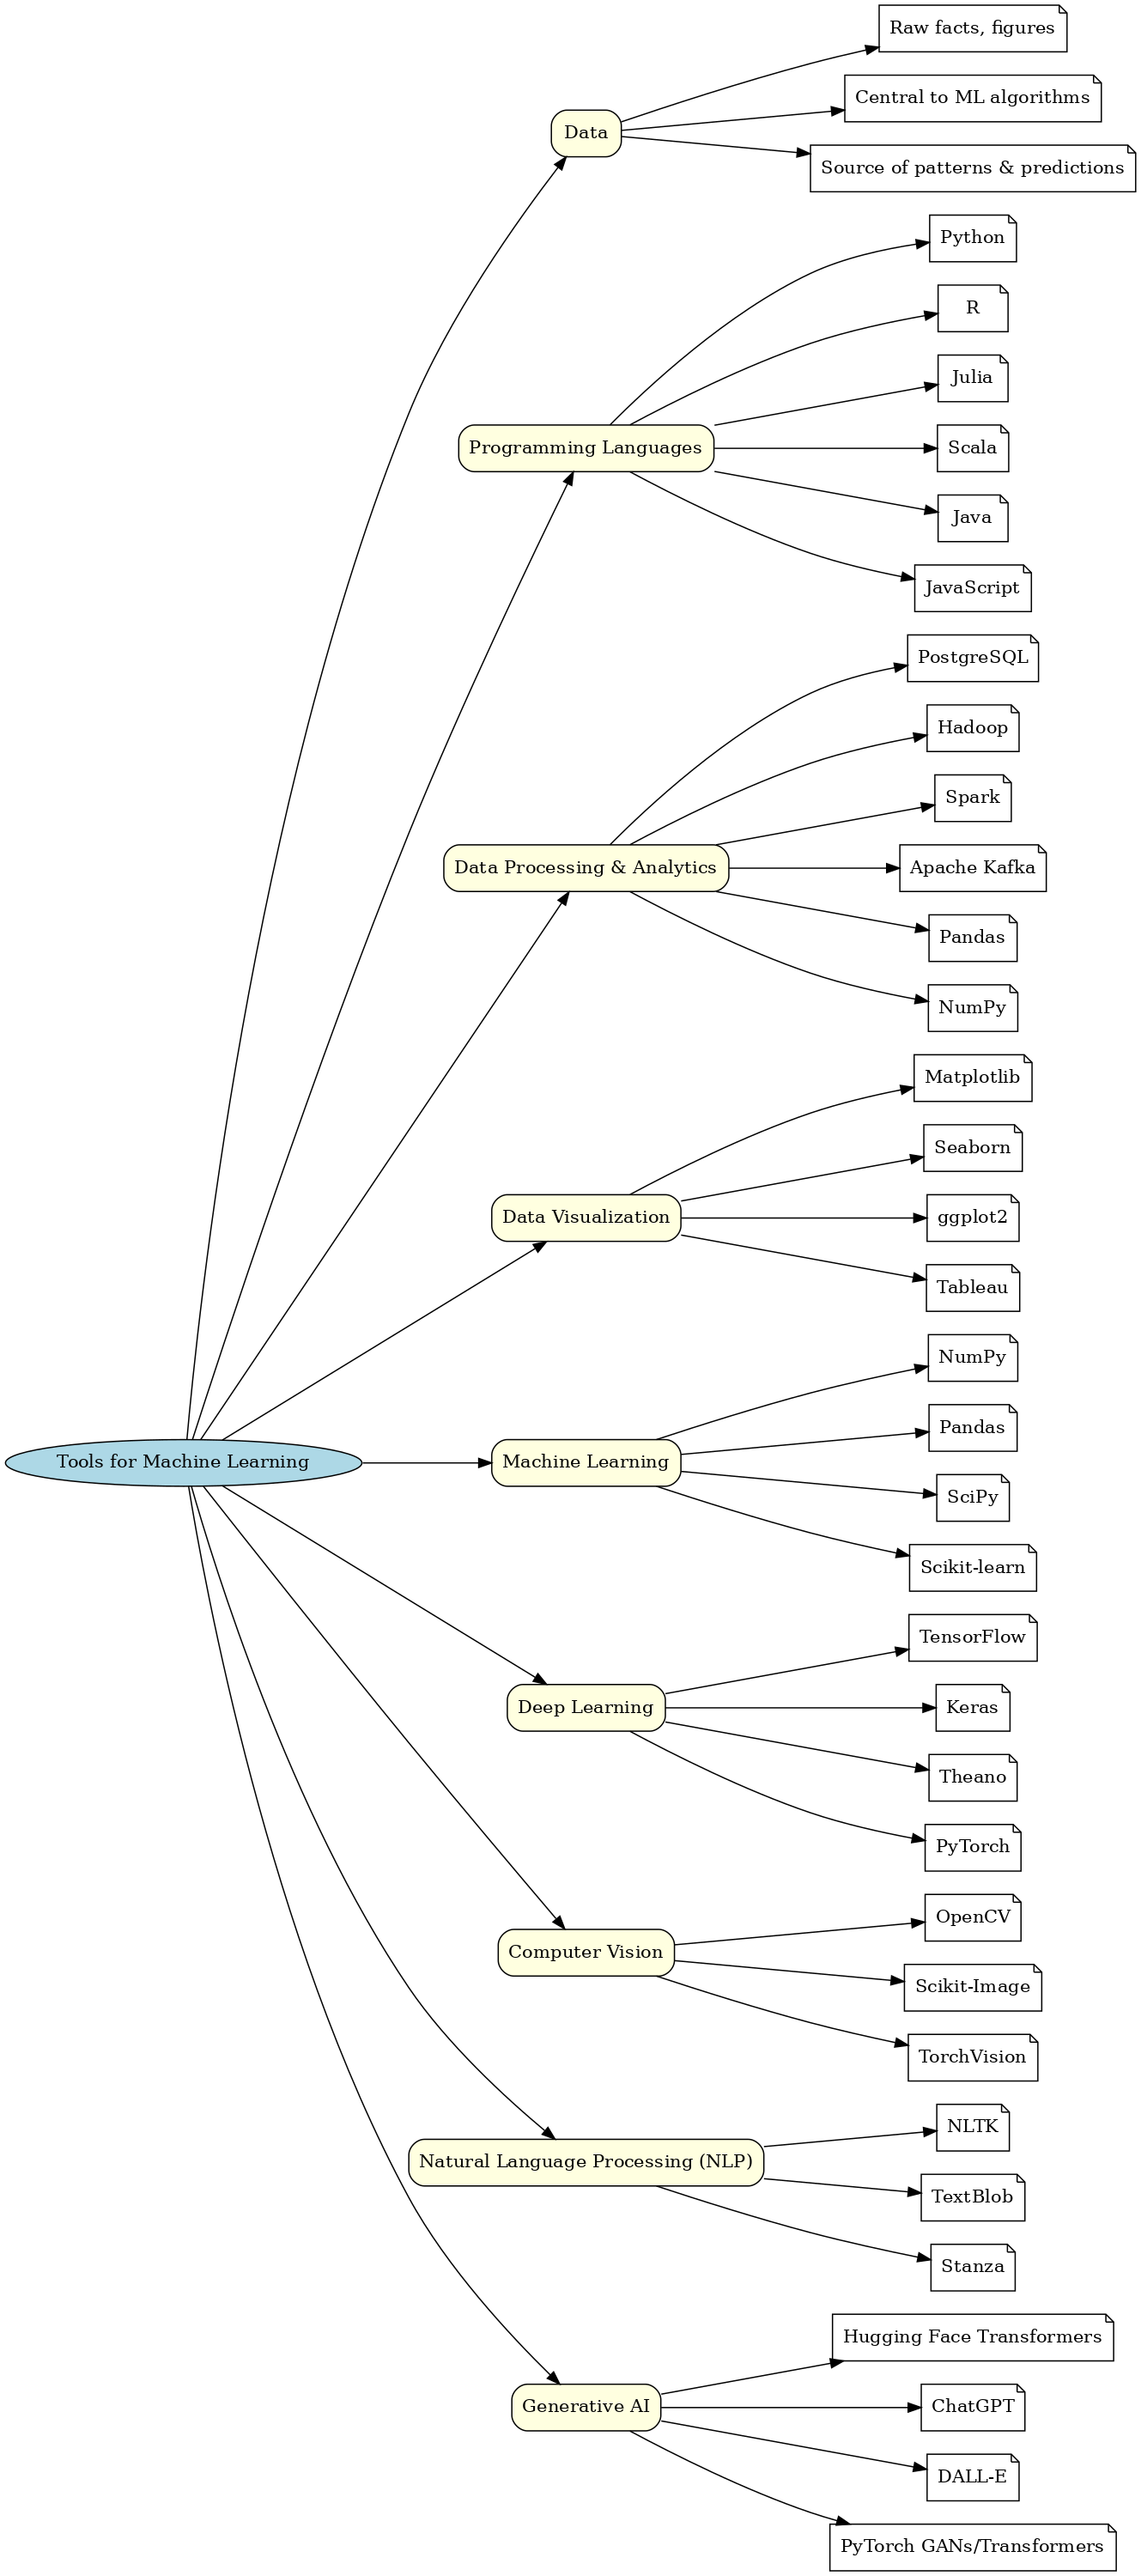 Tools for Machine Learning
Data
Raw facts, figures
Central to ML algorithms
Source of patterns & predictions
Programming Languages
Python
R
Julia
Scala
Java
JavaScript
Data Processing & Analytics
PostgreSQL
Hadoop
Spark
Apache Kafka
Pandas
NumPy
Data Visualization
Matplotlib
Seaborn
ggplot2
Tableau
Machine Learning
NumPy
Pandas
SciPy
Scikit-learn
Deep Learning
TensorFlow
Keras
Theano
PyTorch
Computer Vision
OpenCV
Scikit-Image
TorchVision
Natural Language Processing (NLP)
NLTK
TextBlob
Stanza
Generative AI
Hugging Face Transformers
ChatGPT
DALL-E
PyTorch GANs/Transformers